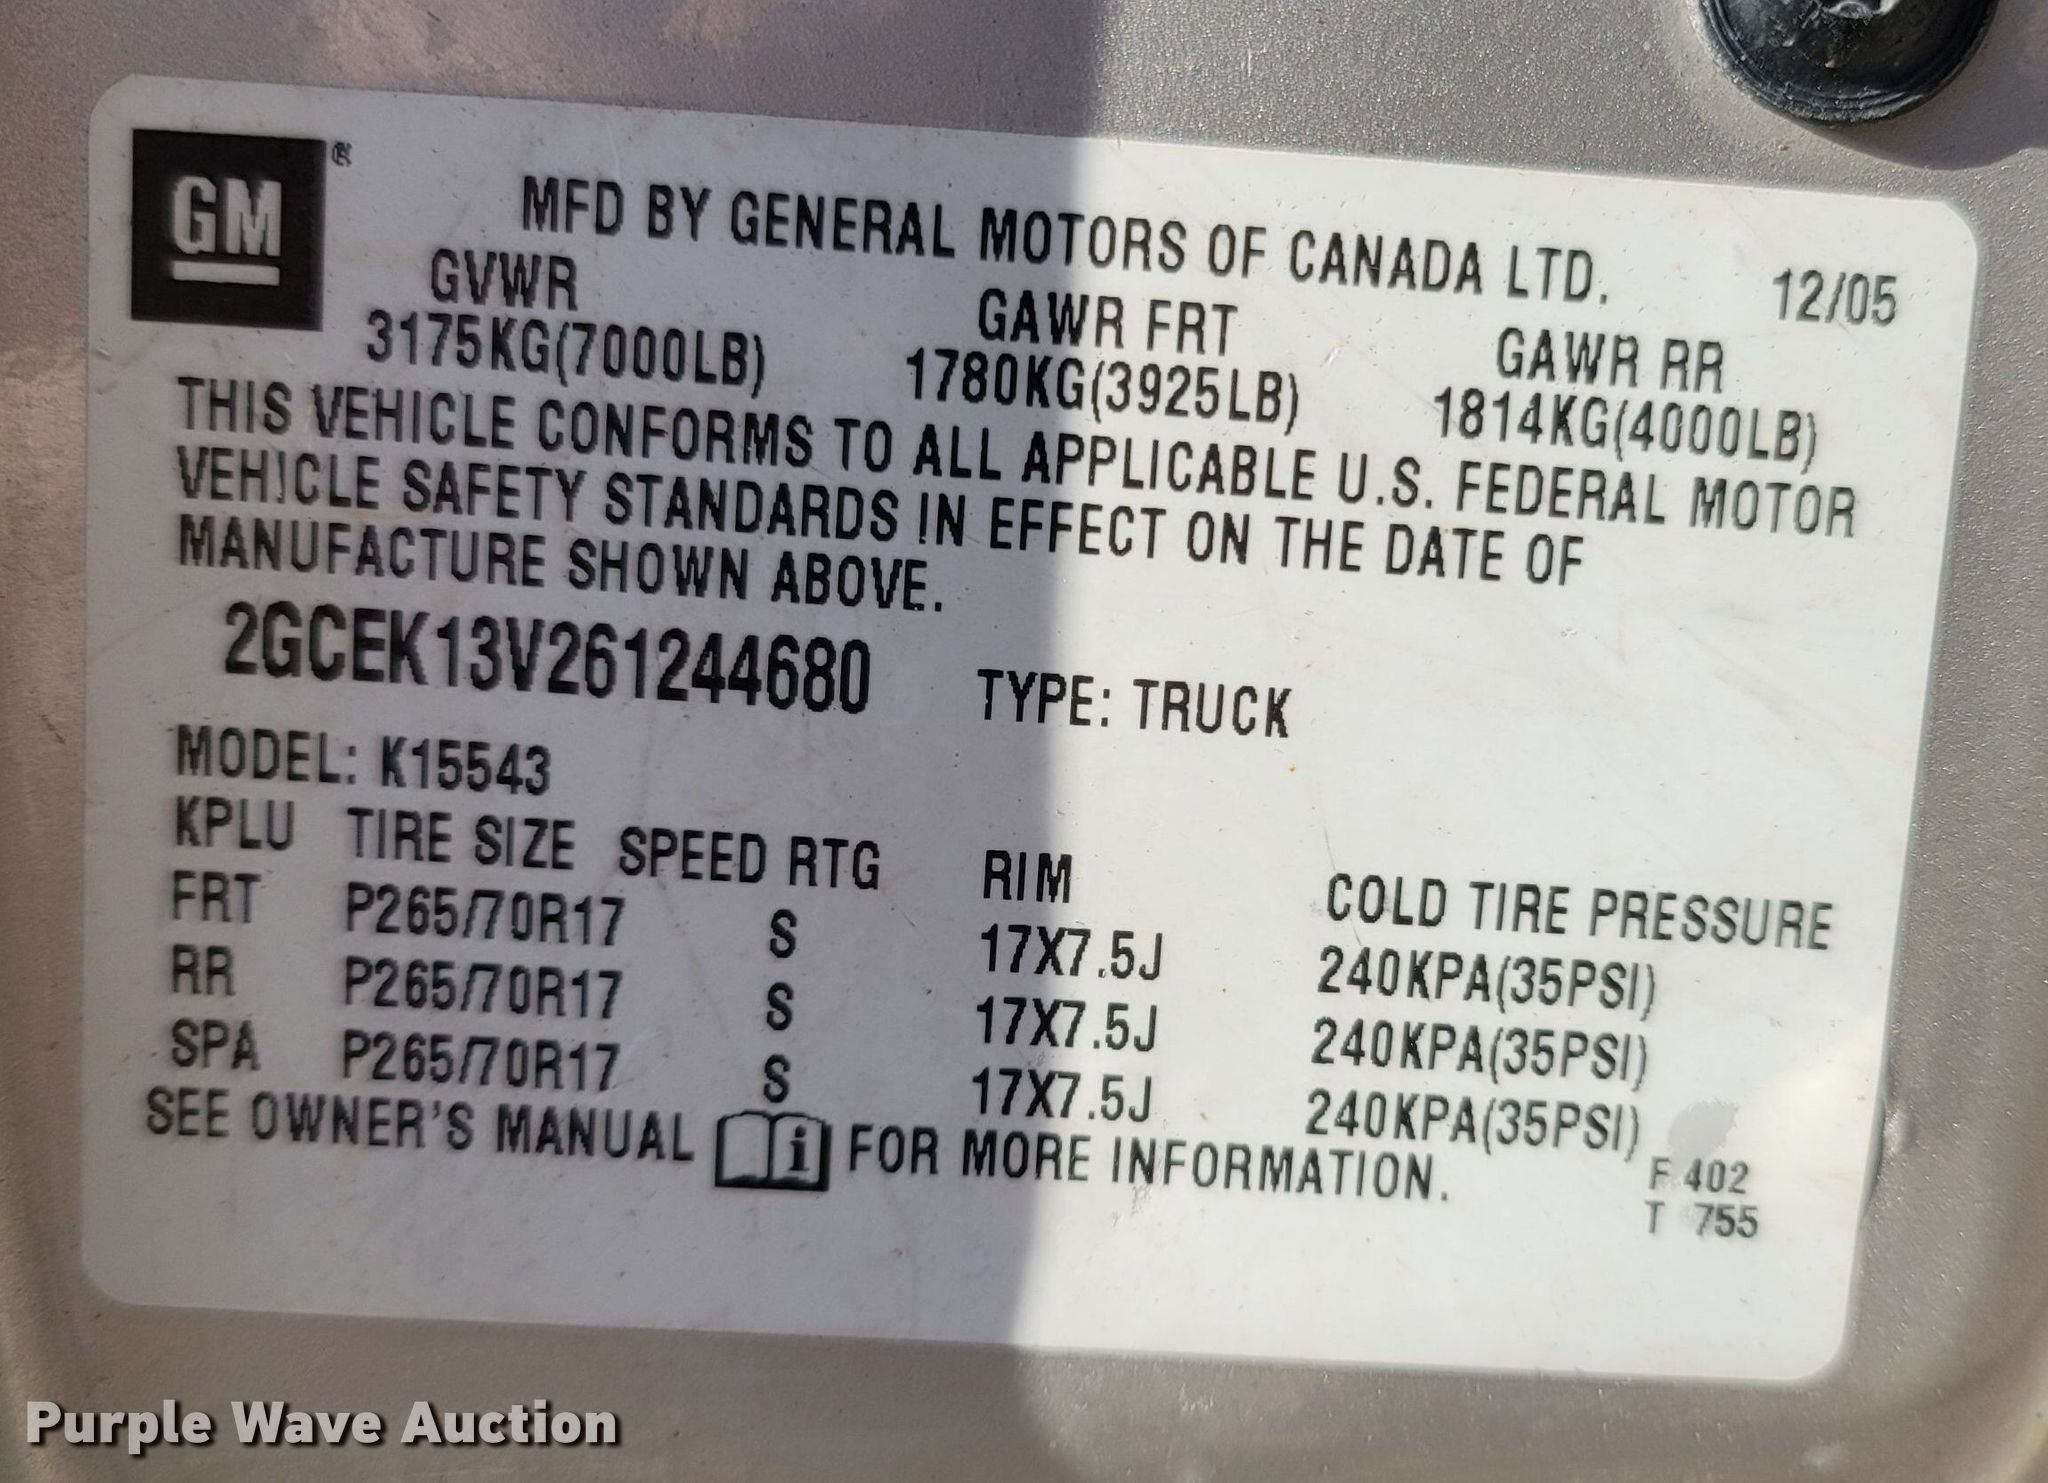 GM®
MFD BY GENERAL MOTORS OF CANADA LTD. 12/05
GVWR GAWR FRT GAWR RR
3175KG(7000LB) 1780KG(3925LB) 1814KG(4000LB)
THIS VEHICLE CONFORMS TO ALL APPLICABLE U.S. FEDERAL MOTOR
VEHICLE SAFETY STANDARDS IN EFFECT ON THE DATE OF
MANUFACTURE SHOWN ABOVE.
2GCEK13V261244680 TYPE: TRUCK
MODEL: K15543
KPLU TIRE SIZE SPEED RTG RIM COLD TIRE PRESSURE
FRT P265/70R17 S 17X7.5J 240KPA(35PSI)
RR P265/70R17 S 17X7.5J 240KPA(35PSI)
SPA P265/70R17 S 17X7.5J 240KPA(35PSI)
SEE OWNER'S MANUAL i FOR MORE INFORMATION.
F 402
T 755
Purple Wave Auction